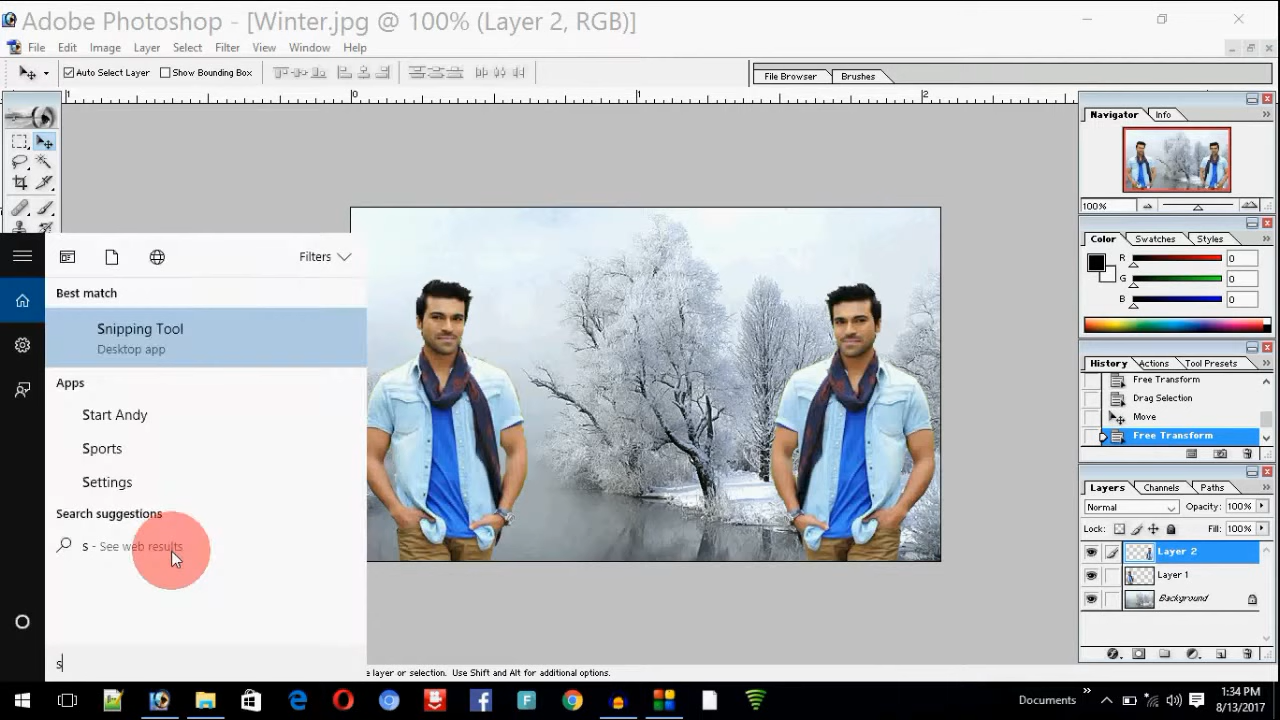 Adobe Photoshop - [Winter.jpg @ 100% (Layer 2, RGB)]
File Edit Image Layer Select Filter View Window Help
Auto Select Layer Show Bounding Box
File Browser Brushes
1 0 1 2
Navigator Info
100%
Color Swatches Styles
R 0
G 0
B 0
History Actions Tool Presets
Free Transform
Drag Selection
Move
Free Transform
Layers Channels Paths
Normal Opacity: 100%
Lock: Fill: 100%
Layer 2
Layer 1
Background
Filters
Best match
Snipping Tool
Desktop app
Apps
Start Andy
Sports
Settings
Search suggestions
s - See web results
s
e layer or selection. Use Shift and Alt for additional options.
Documents
1:34 PM
8/13/2017